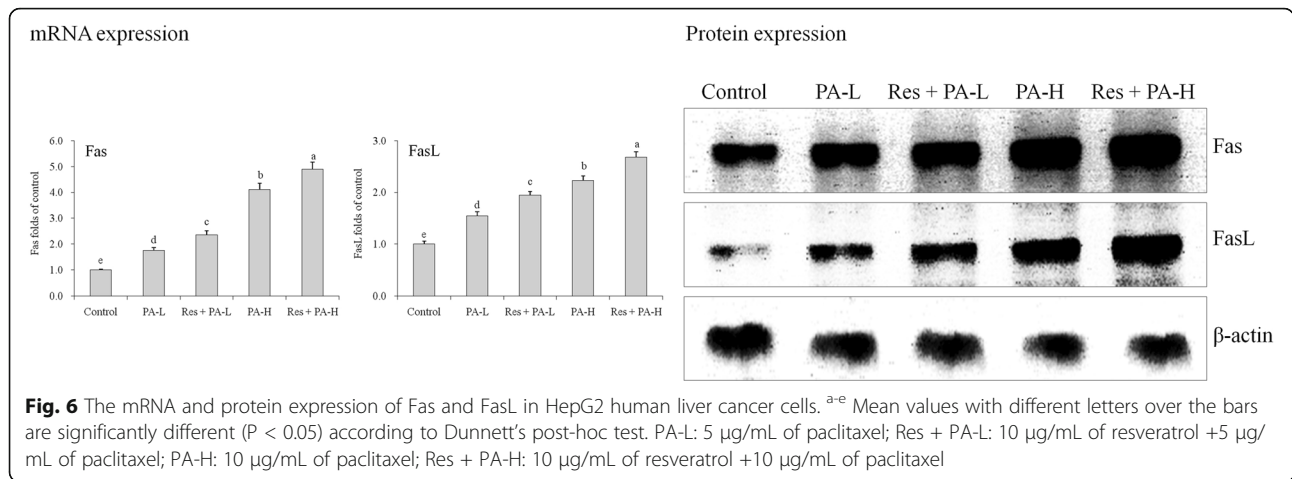 mRNA expression
Protein expression
Control PA-L Res + PA-L PA-H Res + PA-H
Fas
FasL
β-actin
Fas
Fas folds of control
6.0
5.0
4.0
3.0
2.0
1.0
0.0
e
d
c
b
a
Control PA-L Res + PA-L PA-H Res + PA-H
FasL
FasL folds of control
3.0
2.0
1.0
0.0
e
d
c
b
a
Control PA-L Res + PA-L PA-H Res + PA-H
Fig. 6 The mRNA and protein expression of Fas and FasL in HepG2 human liver cancer cells. a-e Mean values with different letters over the bars
are significantly different (P < 0.05) according to Dunnett's post-hoc test. PA-L: 5 μg/mL of paclitaxel; Res + PA-L: 10 μg/mL of resveratrol +5 μg/
mL of paclitaxel; PA-H: 10 μg/mL of paclitaxel; Res + PA-H: 10 μg/mL of resveratrol +10 μg/mL of paclitaxel